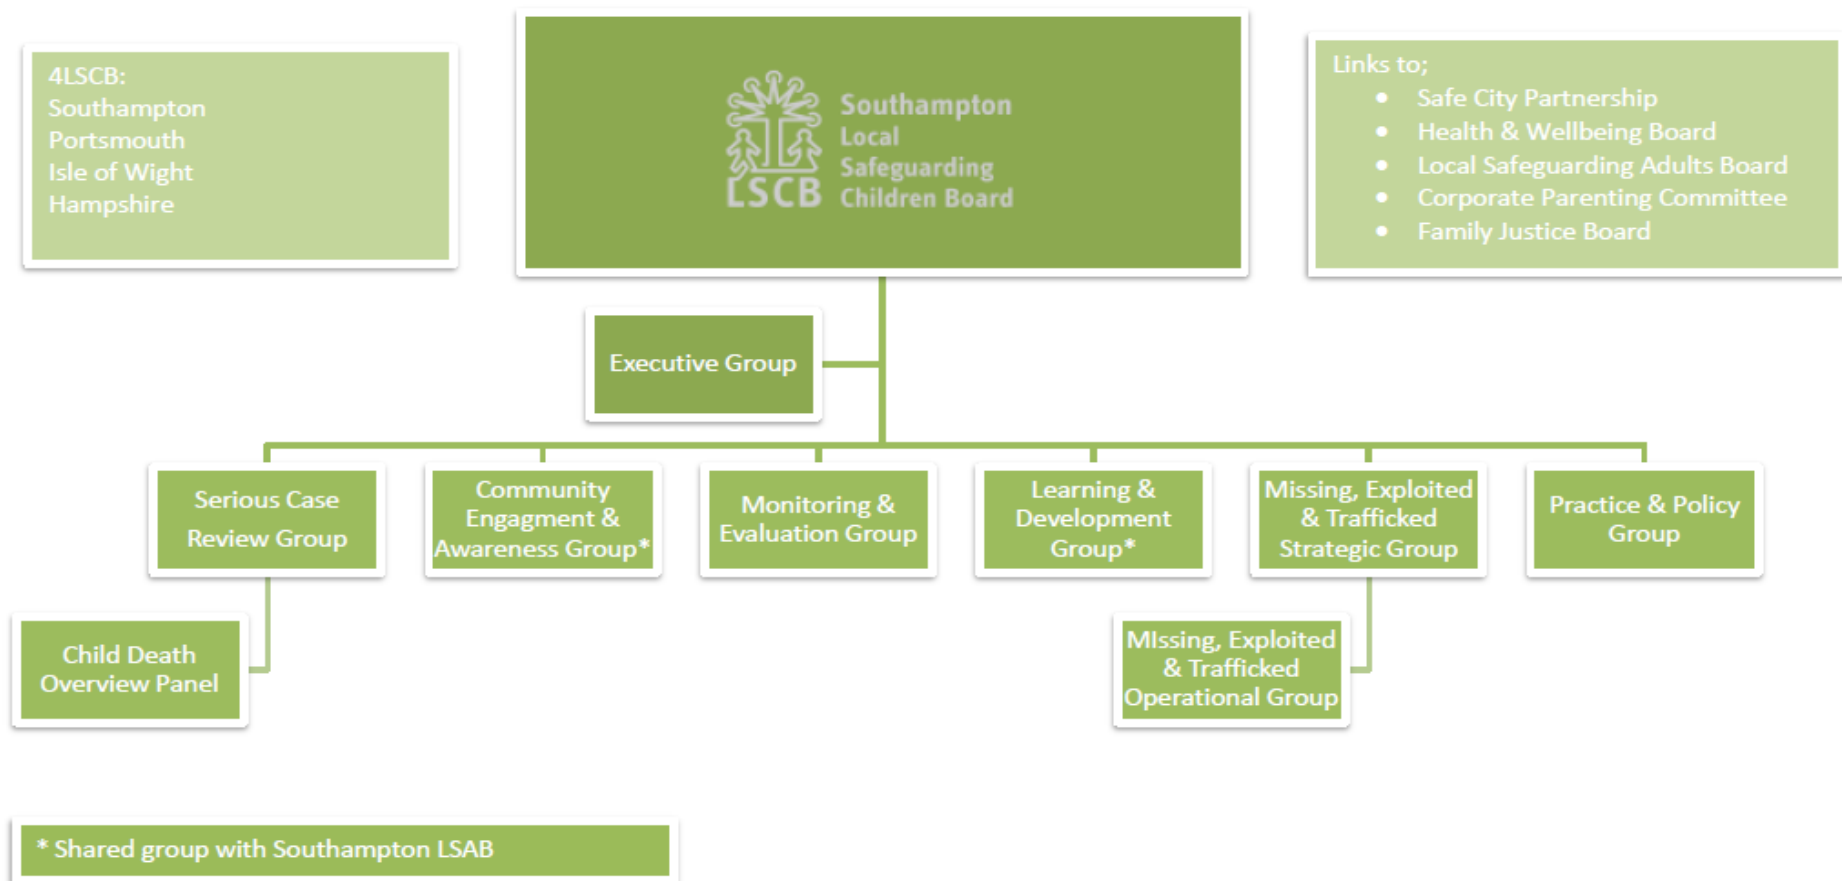 4LSCB:
Southampton
Portsmouth
Isle of Wight
Hampshire
LSCB
Southampton
Local
Safeguarding
Children Board
Links to;
• Safe City Partnership
• Health & Wellbeing Board
• Local Safeguarding Adults Board
• Corporate Parenting Committee
• Family Justice Board
Executive Group
Serious Case
Review Group
Community
Engagment &
Awareness Group*
Monitoring &
Evaluation Group
Learning &
Development
Group*
Missing, Exploited
& Trafficked
Strategic Group
Practice & Policy
Group
Child Death
Overview Panel
MIssing, Exploited
& Trafficked
Operational Group
* Shared group with Southampton LSAB